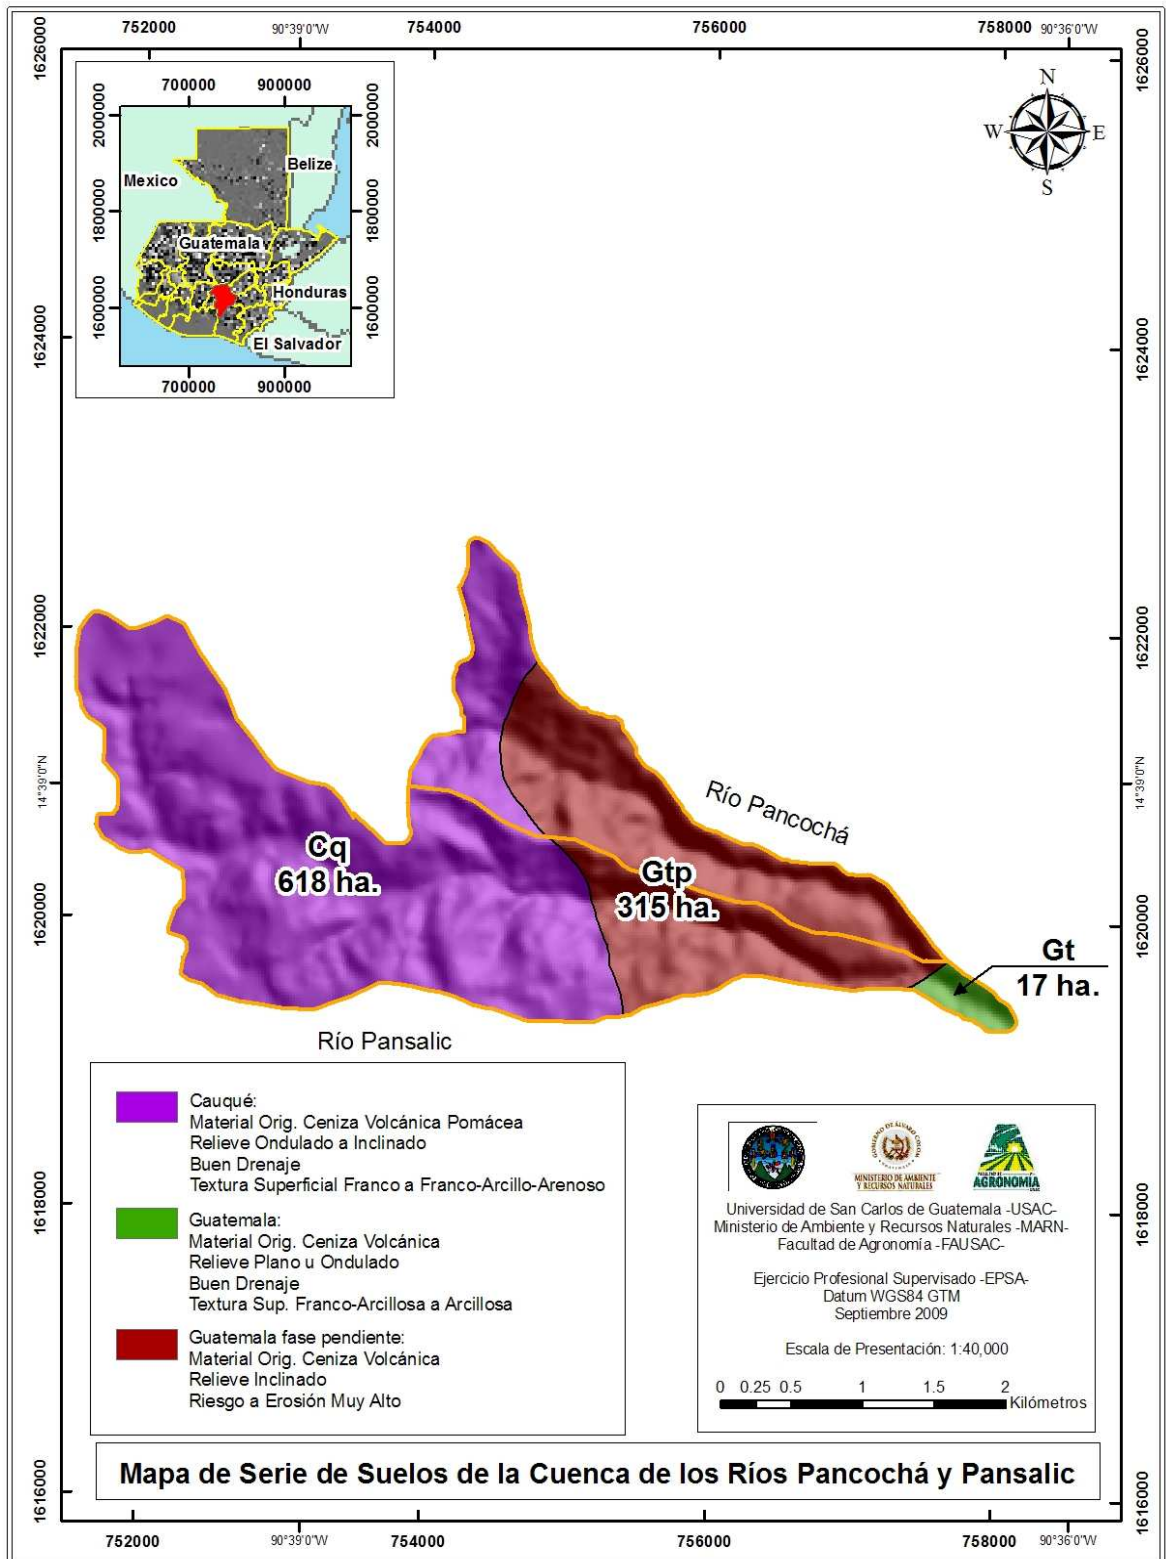 752000 90°39'0"W 754000 756000 758000 90°36'0"W
1626000
1624000
1622000
14°39'0"N
1620000
1618000
1616000
1626000
1624000
1622000
14°39'0"N
1620000
1618000
1616000
700000 900000
2000000
1800000
1600000
2000000
1800000
1600000
Mexico
Belize
Guatemala
Honduras
El Salvador
700000 900000
N
W E
S
Río Pancochá
Cq
618 ha.
Gtp
315 ha.
Gt
17 ha.
Río Pansalic
Cauqué:
Material Orig. Ceniza Volcánica Pomácea
Relieve Ondulado a Inclinado
Buen Drenaje
Textura Superficial Franco a Franco-Arcillo-Arenoso
Guatemala:
Material Orig. Ceniza Volcánica
Relieve Plano u Ondulado
Buen Drenaje
Textura Sup. Franco-Arcillosa a Arcillosa
Guatemala fase pendiente:
Material Orig. Ceniza Volcánica
Relieve Inclinado
Riesgo a Erosión Muy Alto
GOBIERNO DE ÁLVARO COLOM
MINISTERIO DE AMBIENTE
Y RECURSOS NATURALES
AGRONOMIA
Universidad de San Carlos de Guatemala -USAC-
Ministerio de Ambiente y Recursos Naturales -MARN-
Facultad de Agronomía -FAUSAC-
Ejercicio Profesional Supervisado -EPSA-
Datum WGS84 GTM
Septiembre 2009
Escala de Presentación: 1:40,000
0 0.25 0.5 1 1.5 2
Kilómetros
Mapa de Serie de Suelos de la Cuenca de los Ríos Pancochá y Pansalic
752000 90°39'0"W 754000 756000 758000 90°36'0"W